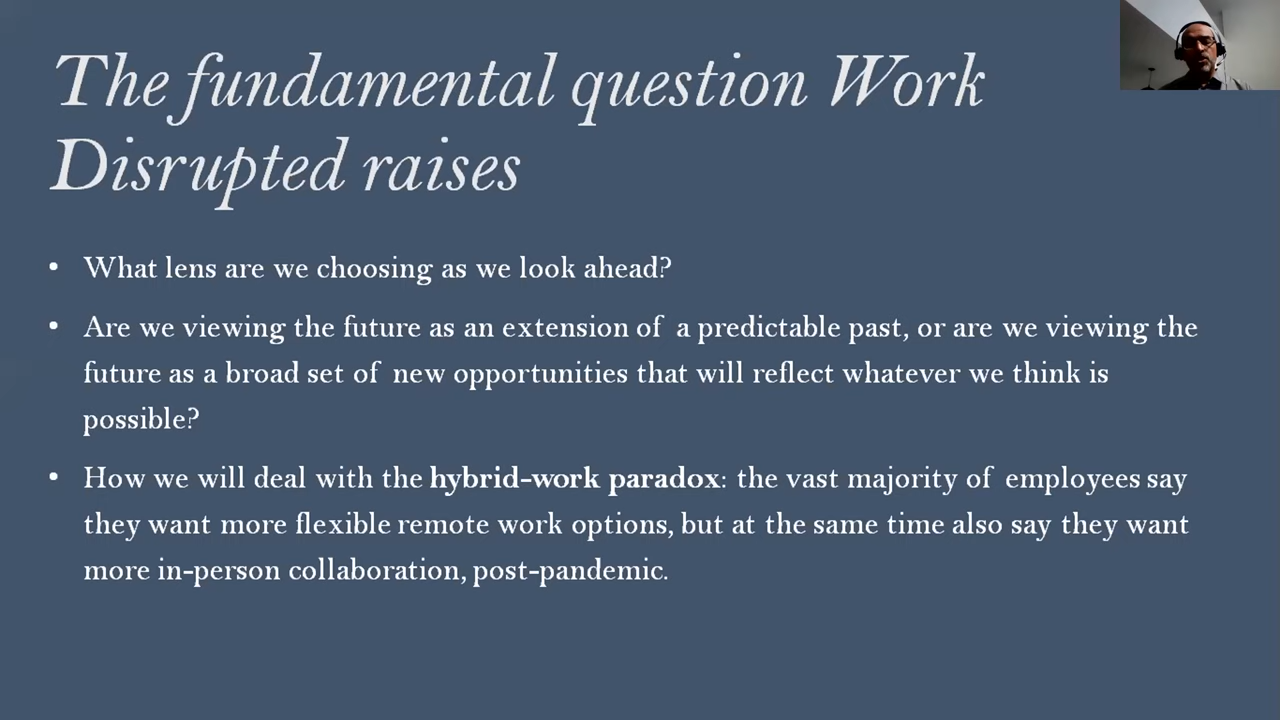 The fundamental question Work
Disrupted raises
• What lens are we choosing as we look ahead?
• Are we viewing the future as an extension of a predictable past, or are we viewing the
future as a broad set of new opportunities that will reflect whatever we think is
possible?
• How we will deal with the hybrid-work paradox: the vast majority of employees say
they want more flexible remote work options, but at the same time also say they want
more in-person collaboration, post-pandemic.